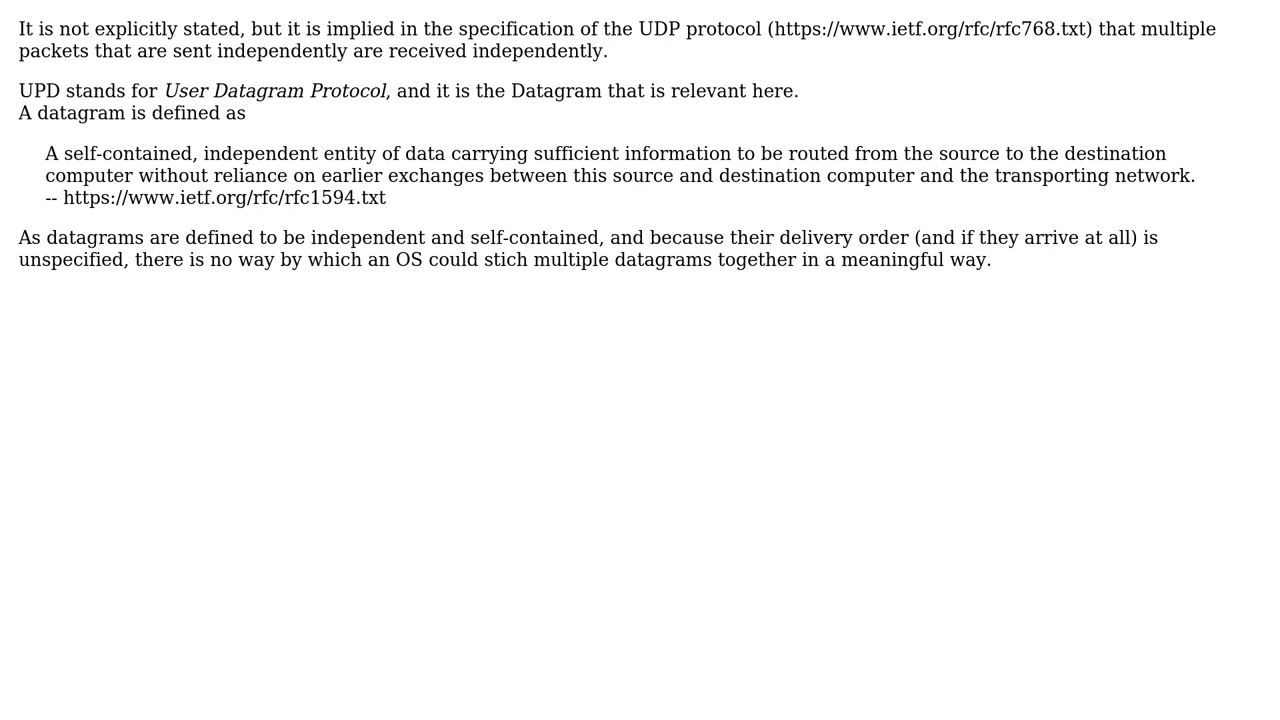 It is not explicitly stated, but it is implied in the specification of the UDP protocol (https://www.ietf.org/rfc/rfc768.txt) that multiple
packets that are sent independently are received independently.
UPD stands for User Datagram Protocol, and it is the Datagram that is relevant here.
A datagram is defined as
A self-contained, independent entity of data carrying sufficient information to be routed from the source to the destination
computer without reliance on earlier exchanges between this source and destination computer and the transporting network.
-- https://www.ietf.org/rfc/rfc1594.txt
As datagrams are defined to be independent and self-contained, and because their delivery order (and if they arrive at all) is
unspecified, there is no way by which an OS could stich multiple datagrams together in a meaningful way.